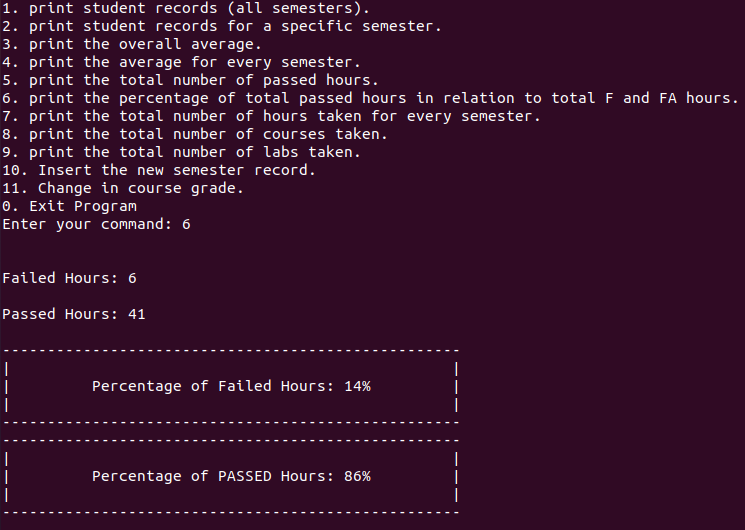 1. print student records (all semesters).
2. print student records for a specific semester.
3. print the overall average.
4. print the average for every semester.
5. print the total number of passed hours.
6. print the percentage of total passed hours in relation to total F and FA hours.
7. print the total number of hours taken for every semester.
8. print the total number of courses taken.
9. print the total number of labs taken.
10. Insert the new semester record.
11. Change in course grade.
0. Exit Program
Enter your command: 6
Failed Hours: 6
Passed Hours: 41
---------------------------------------------------
|                                                 |
|         Percentage of Failed Hours: 14%         |
|                                                 |
---------------------------------------------------
---------------------------------------------------
|                                                 |
|         Percentage of PASSED Hours: 86%         |
|                                                 |
---------------------------------------------------